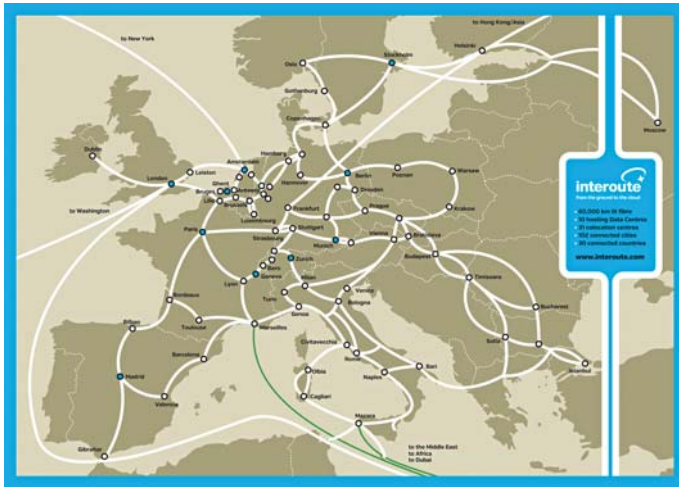 to New York
to Hong Kong/Asia
Helsinki
Stockholm
Oslo
Gothenburg
Copenhagen
Moscow
Dublin
Hamburg
Amsterdam
Leiston
London
Hannover
Berlin
Poznan
Warsaw
Ghent
Antwerp
Bruges
Dresden
Lille
Brussels
Frankfurt
Prague
Krakow
to Washington
Luxembourg
Paris
Stuttgart
Strasbourg
Munich
Vienna
Bratislava
Zurich
Budapest
Bern
Geneva
Lyon
Milan
Timisoara
Turin
Venice
Bologna
Bordeaux
Genoa
Bucharest
Bilbao
Toulouse
Marseilles
Civitavecchia
Sofia
Barcelona
Rome
Madrid
Olbia
Naples
Bari
Istanbul
Valencia
Cagliari
Mazara
Gibraltar
to the Middle East
to Africa
to Dubai
interoute
from the ground to the cloud
• 60,000 km lit fibre
• 10 hosting Data Centres
• 31 colocation centres
• 102 connected cities
• 30 connected countries
www.interoute.com